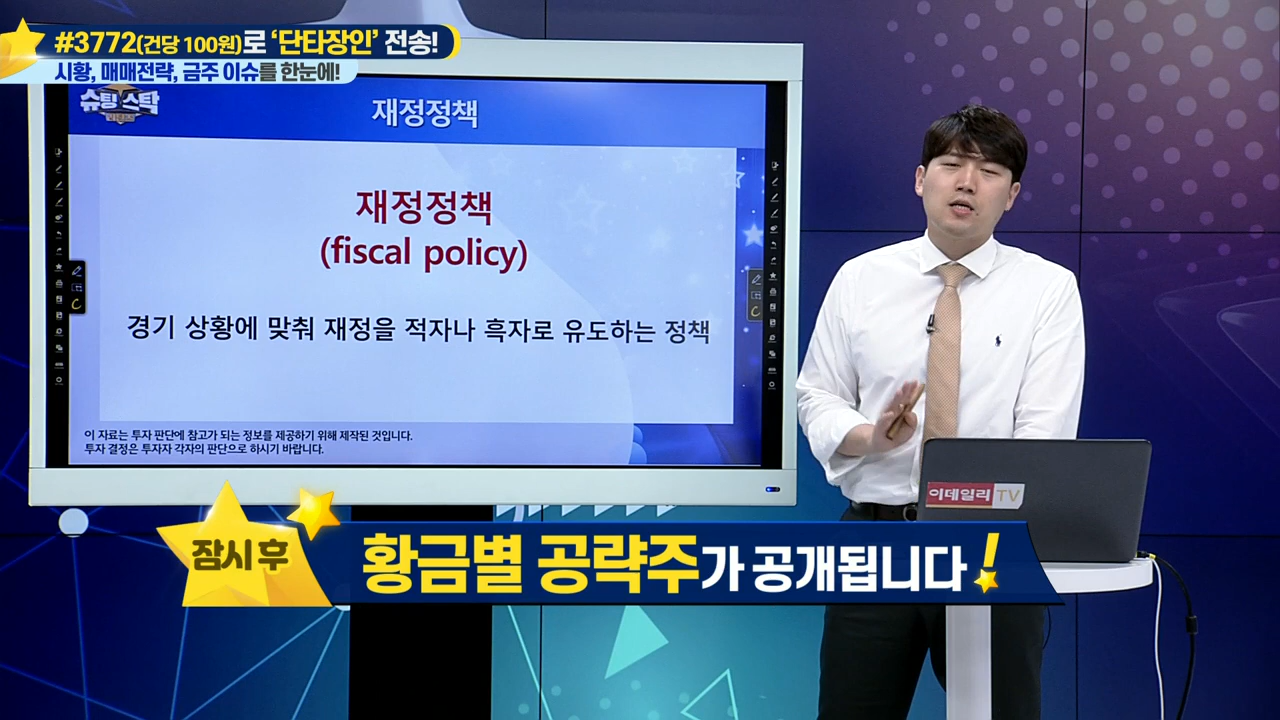 #3772(건당 100원)로 '단타장인' 전송!
시황, 매매전략, 금주 이슈를 한눈에!
슈팅 스탁
재정정책
재정정책
(fiscal policy)
경기 상황에 맞춰 재정을 적자나 흑자로 유도하는 정책
이 자료는 투자 판단에 참고가 되는 정보를 제공하기 위해 제작된 것입니다.
투자 결정은 투자자 각자의 판단으로 하시기 바랍니다.
이데일리 TV
잠시 후
황금별 공략주가 공개됩니다!